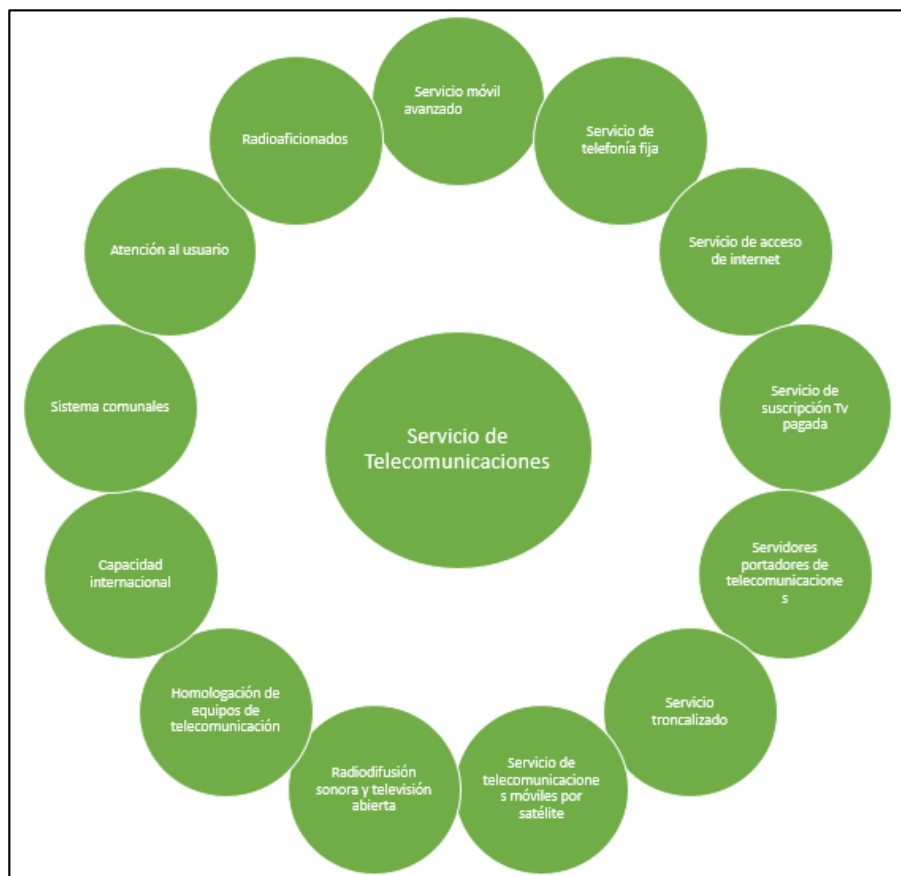 Servicio móvil
avanzado
Servicio de
telefonía fija
Servicio de acceso
de internet
Servicio de
suscripción Tv
pagada
Servidores
portadores de
telecomunicacione
s
Servicio
troncalizado
Servicio de
telecomunicacione
s móviles por
satélite
Radiodifusión
sonora y televisión
abierta
Homologación de
equipos de
telecomunicación
Capacidad
internacional
Sistema comunales
Atención al usuario
Radioaficionados
Servicio de
Telecomunicaciones